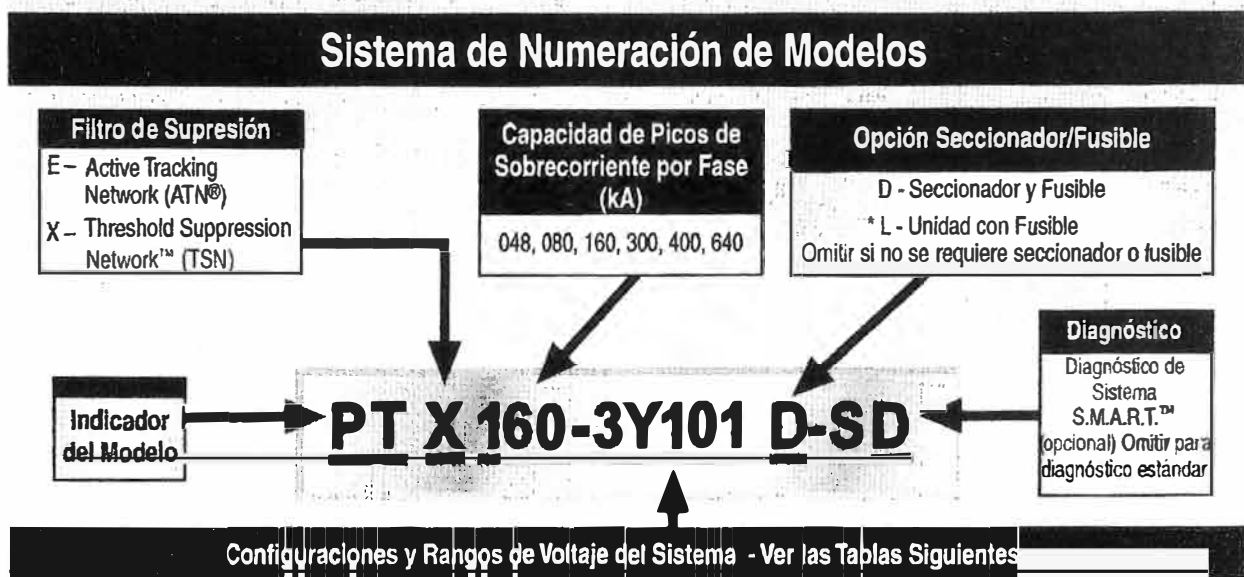 Sistema de Numeración de Modelos
Filtro de Supresión
E – Active Tracking
Network (ATN®)
X – Threshold Suppression
Network™ (TSN)
Capacidad de Picos de
Sobrecorriente por Fase
(kA)
048, 080, 160, 300, 400, 640
Opción Seccionador/Fusible
D - Seccionador y Fusible
* L - Unidad con Fusible
Omitir si no se requiere seccionador o fusible
Diagnóstico
Diagnóstico de
Sistema
S.M.A.R.T.™
(opcional) Omitir para
diagnóstico estándar
Indicador
del Modelo
PT X 160-3Y101 D-SD
Configuraciones y Rangos de Voltaje del Sistema - Ver las Tablas Siguientes